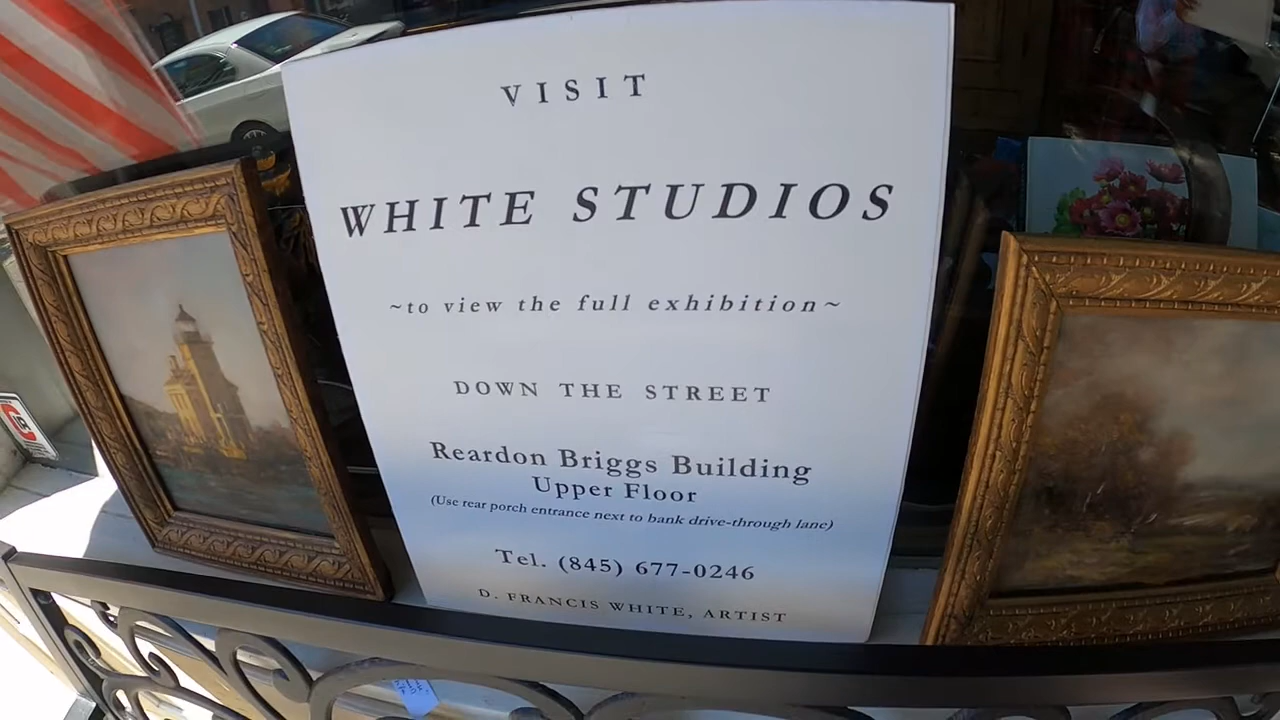 VISIT
WHITE STUDIOS
~to view the full exhibition~
DOWN THE STREET
Reardon Briggs Building
Upper Floor
(Use rear porch entrance next to bank drive-through lane)
Tel. (845) 677-0246
D. FRANCIS WHITE, ARTIST